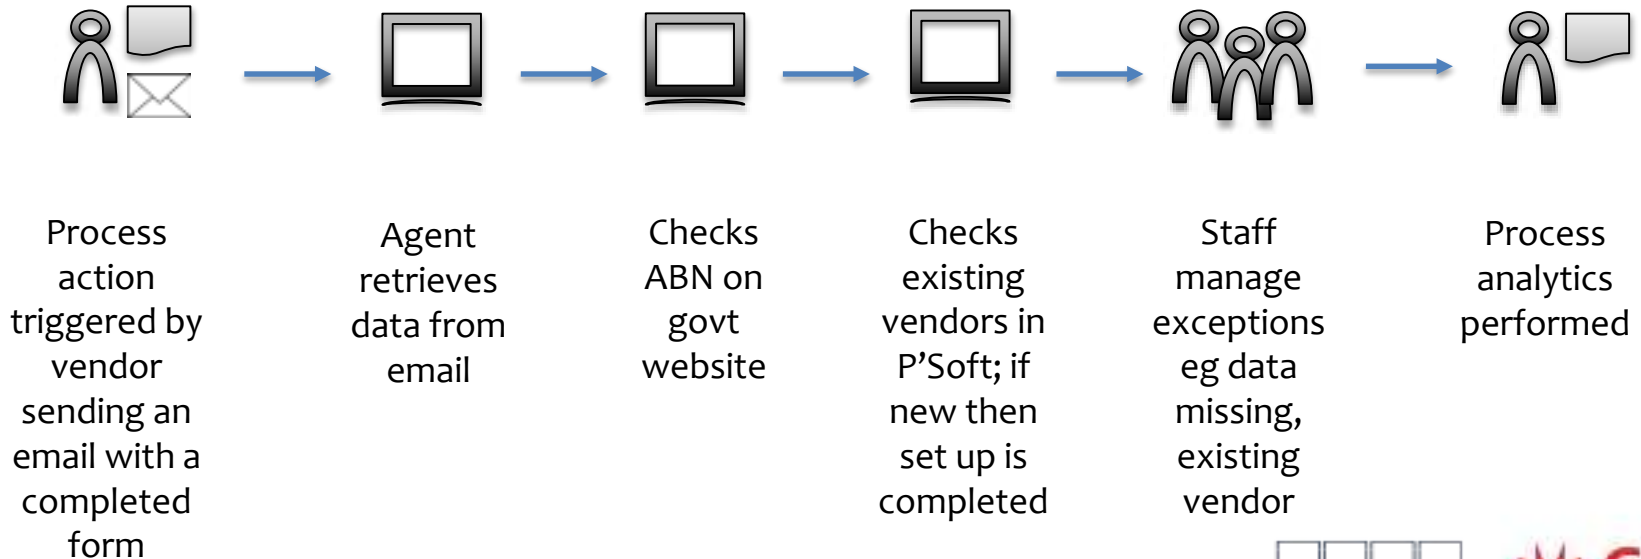 Process
action
triggered by
vendor
sending an
email with a
completed
form
Agent
retrieves
data from
email
Checks
ABN on
govt
website
Checks
existing
vendors in
P'Soft; if
new then
set up is
completed
Staff
manage
exceptions
eg data
missing,
existing
vendor
Process
analytics
performed